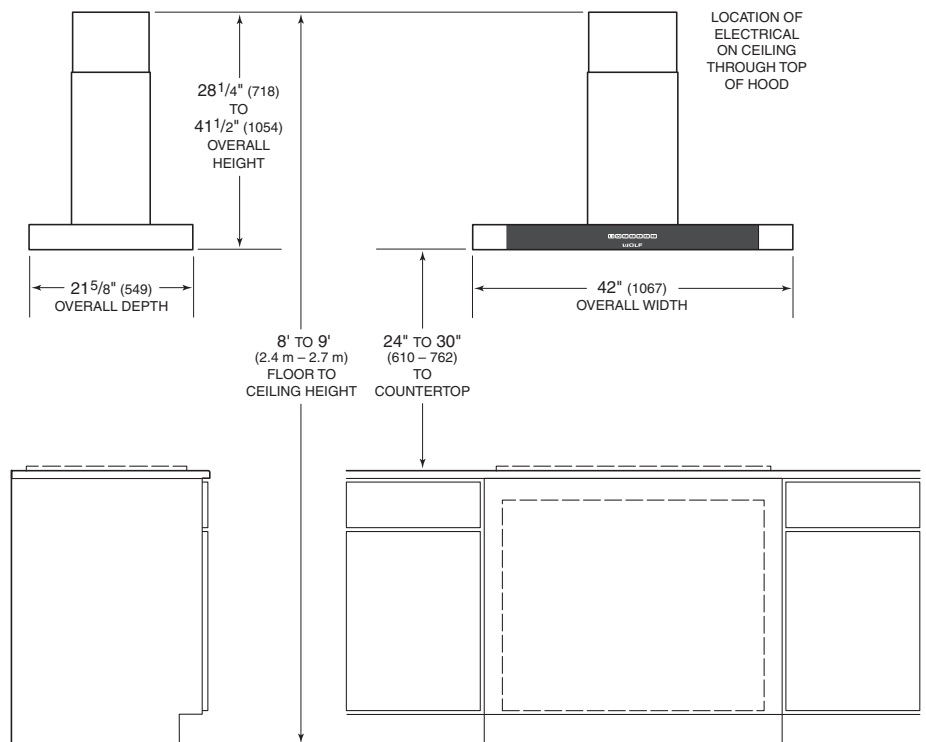 LOCATION OF
ELECTRICAL
ON CEILING
THROUGH TOP
OF HOOD
28 1/4" (718)
TO
41 1/2" (1054)
OVERALL
HEIGHT
WOLF
21 5/8" (549)
OVERALL DEPTH
42" (1067)
OVERALL WIDTH
8' TO 9'
(2.4 m – 2.7 m)
FLOOR TO
CEILING HEIGHT
24" TO 30"
(610 – 762)
TO
COUNTERTOP